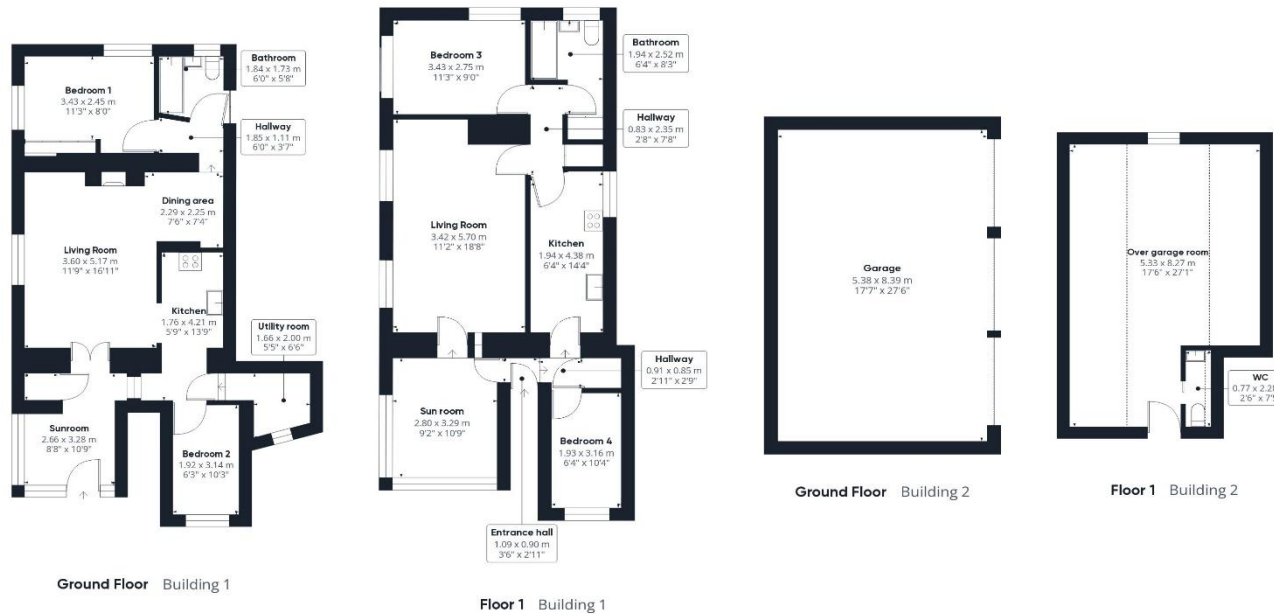 Bathroom
1.84 x 1.73 m
6'0" x 5'8"
Bedroom 1
3.43 x 2.45 m
11'3" x 8'0"
Hallway
1.85 x 1.11 m
6'0" x 3'7"
Dining area
2.29 x 2.25 m
7'6" x 7'4"
Living Room
3.60 x 5.17 m
11'9" x 16'11"
Kitchen
1.76 x 4.21 m
5'9" x 13'9"
Utility room
1.66 x 2.00 m
5'5" x 6'6"
Sunroom
2.66 x 3.28 m
8'8" x 10'9"
Bedroom 2
1.92 x 3.14 m
6'3" x 10'3"
Ground Floor Building 1
Bedroom 3
3.43 x 2.75 m
11'3" x 9'0"
Bathroom
1.94 x 2.52 m
6'4" x 8'3"
Hallway
0.83 x 2.35 m
2'8" x 7'8"
Living Room
3.42 x 5.70 m
11'2" x 18'8"
Kitchen
1.94 x 4.38 m
6'4" x 14'4"
Hallway
0.91 x 0.85 m
2'11" x 2'9"
Sun room
2.80 x 3.29 m
9'2" x 10'9"
Bedroom 4
1.93 x 3.16 m
6'4" x 10'4"
Entrance hall
1.09 x 0.90 m
3'6" x 2'11"
Floor 1 Building 1
Garage
5.38 x 8.39 m
17'7" x 27'6"
Ground Floor Building 2
Over garage room
5.33 x 8.27 m
17'6" x 27'1"
WC
0.77 x
2'6" x
Floor 1 Building 2